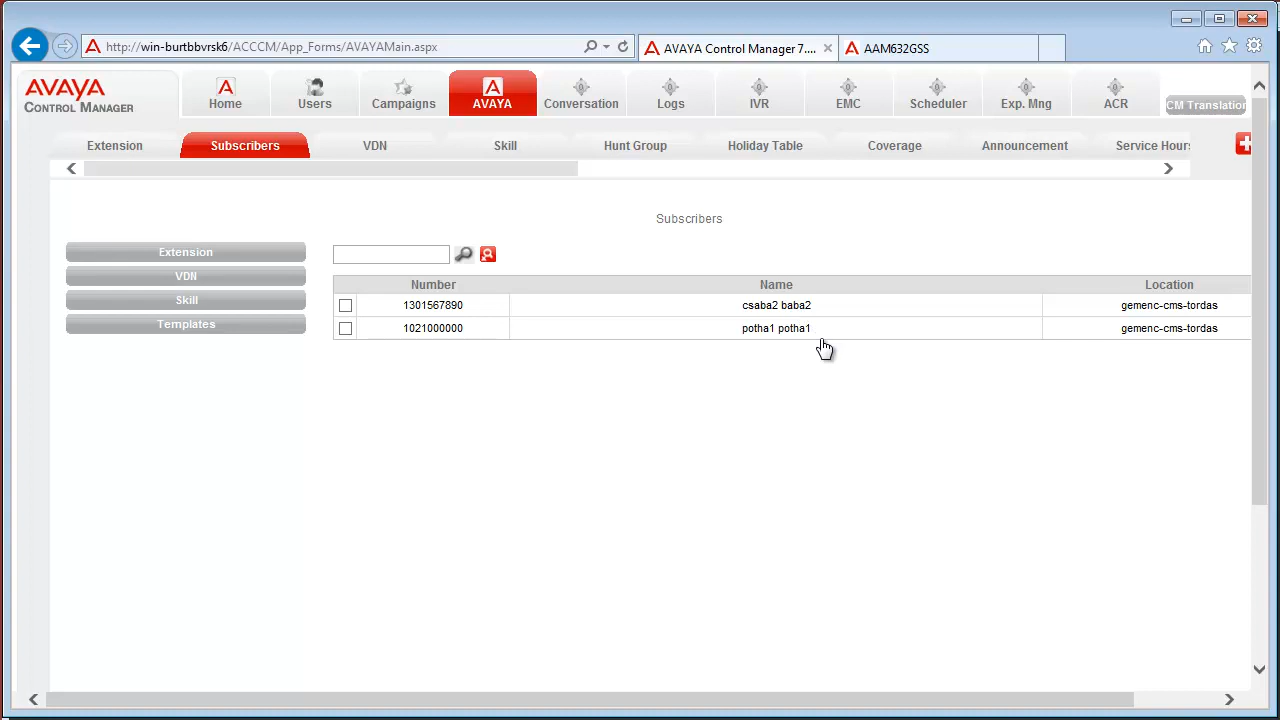 http://win-burtbbvrsk6/ACCCM/App_Forms/AVAYAMain.aspx
AVAYA Control Manager 7....
AAM632GSS
AVAYA
CONTROL MANAGER
Home
Users
Campaigns
AVAYA
Conversation
Logs
IVR
EMC
Scheduler
Exp. Mng
ACR
CM Translation
Extension
Subscribers
VDN
Skill
Hunt Group
Holiday Table
Coverage
Announcement
Service Hours
Subscribers
Extension
VDN
Skill
Templates
Number Name Location
1301567890 csaba2 baba2 gemenc-cms-tordas
1021000000 potha1 potha1 gemenc-cms-tordas